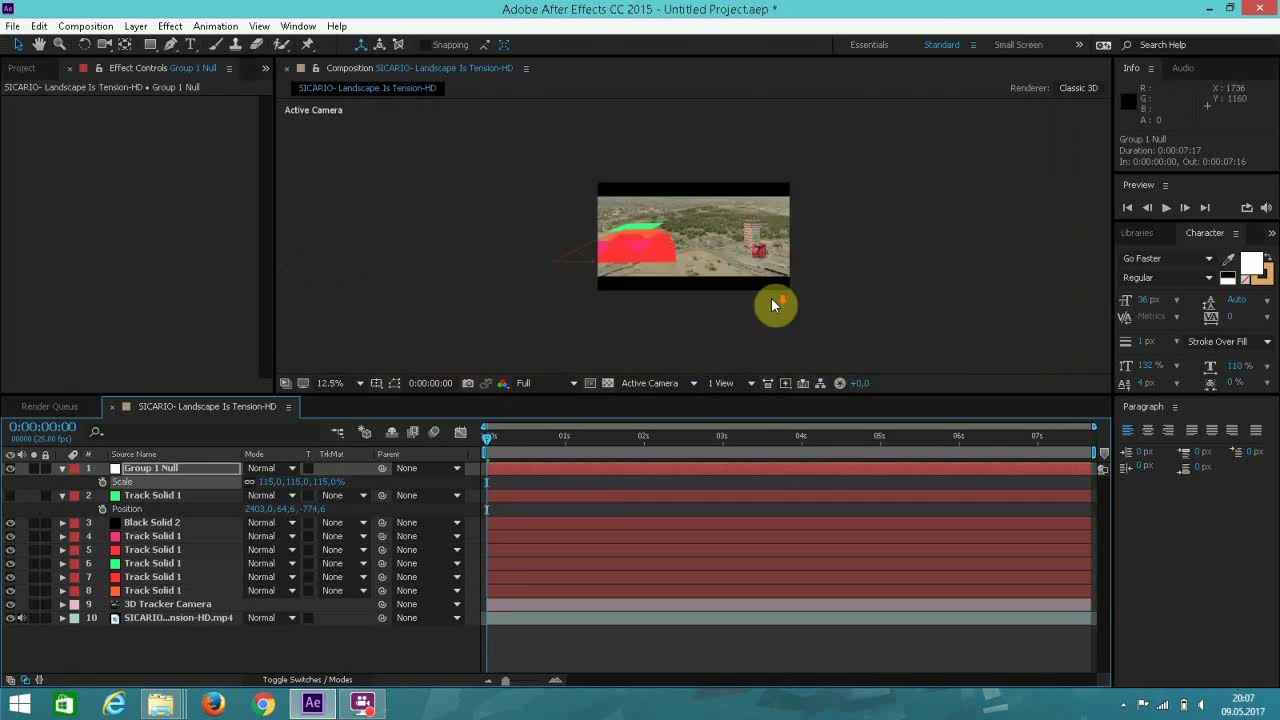 Adobe After Effects CC 2015 - Untitled Project.aep *
File Edit Composition Layer Effect Animation View Window Help
Snapping Essentials Standard Small Screen Search Help
Project Effect Controls Group 1 Null Composition SICARIO- Landscape Is Tension-HD Info Audio
SICARIO- Landscape Is Tension-HD • Group 1 Null SICARIO- Landscape Is Tension-HD Renderer: Classic 3D
R : X : 1736
G : Y : 1160
B :
A : 0
Active Camera
Group 1 Null
Duration: 0:00:07:17
In: 0:00:00:00, Out: 0:00:07:16
Preview
Libraries Character
Go Faster
Regular
36 px Auto
Metrics 0
1 px Stroke Over Fill
132 % 110 %
4 px 0 %
12.5% 0:00:00:00 Full Active Camera 1 View +0,0
Render Queue SICARIO- Landscape Is Tension-HD Paragraph
0:00:00:00
00000 (25.00 fps)
00s 01s 02s 03s 04s 05s 06s 07s
0 px 0 px 0 px
0 px 0 px
# Source Name Mode T TrkMat Parent
1 Group 1 Null Normal None
Scale 115,0,115,0,115,0%
2 Track Solid 1 Normal None
Position 2403,0,64,6,-774,6
3 Black Solid 2 Normal None None
4 Track Solid 1 Normal None None
5 Track Solid 1 Normal None None
6 Track Solid 1 Normal None None
7 Track Solid 1 Normal None None
8 Track Solid 1 Normal None None
9 3D Tracker Camera None
10 SICARIO...nsion-HD.mp4 Normal None
Toggle Switches / Modes
Ae
20:07
09.05.2017